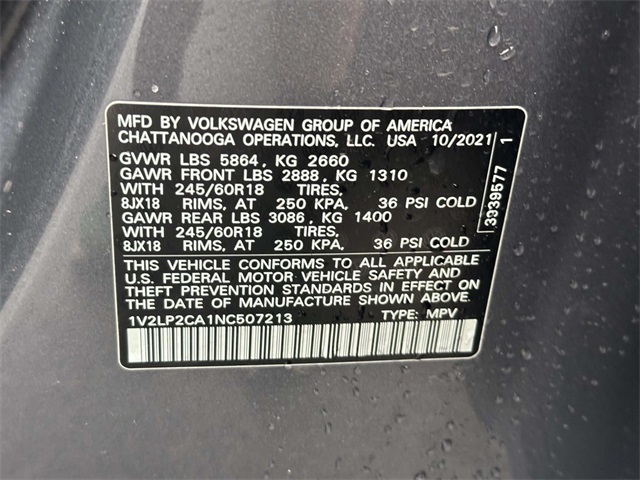 MFD BY VOLKSWAGEN GROUP OF AMERICA
CHATTANOOGA OPERATIONS, LLC. USA 10/2021
GVWR LBS 5864, KG 2660
GAWR FRONT LBS 2888, KG 1310
WITH 245/60R18 TIRES,
8JX18 RIMS, AT 250 KPA, 36 PSI COLD
GAWR REAR LBS 3086, KG 1400
WITH 245/60R18 TIRES,
8JX18 RIMS, AT 250 KPA, 36 PSI COLD
THIS VEHICLE CONFORMS TO ALL APPLICABLE
U.S. FEDERAL MOTOR VEHICLE SAFETY AND
THEFT PREVENTION STANDARDS IN EFFECT ON
THE DATE OF MANUFACTURE SHOWN ABOVE.
1V2LP2CA1NC507213 TYPE: MPV
3939577 1